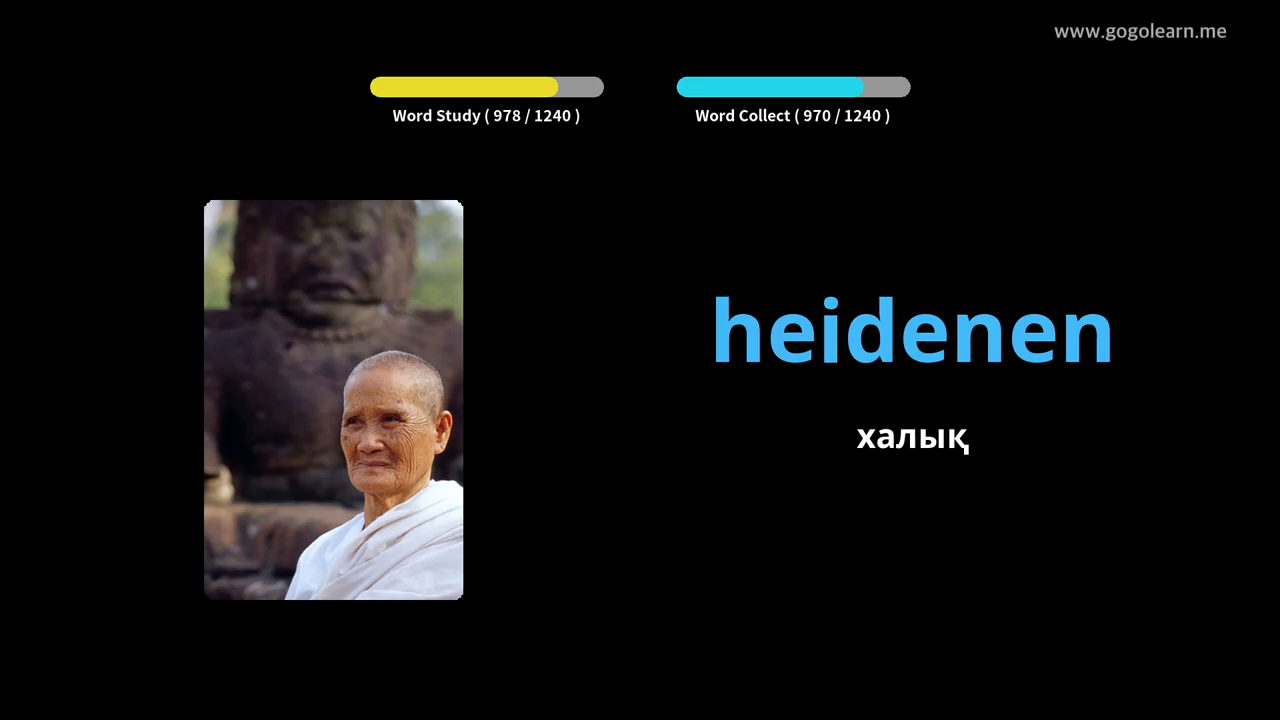 www.gogolearn.me
Word Study ( 978 / 1240 )
Word Collect ( 970 / 1240 )
heidenen
халық